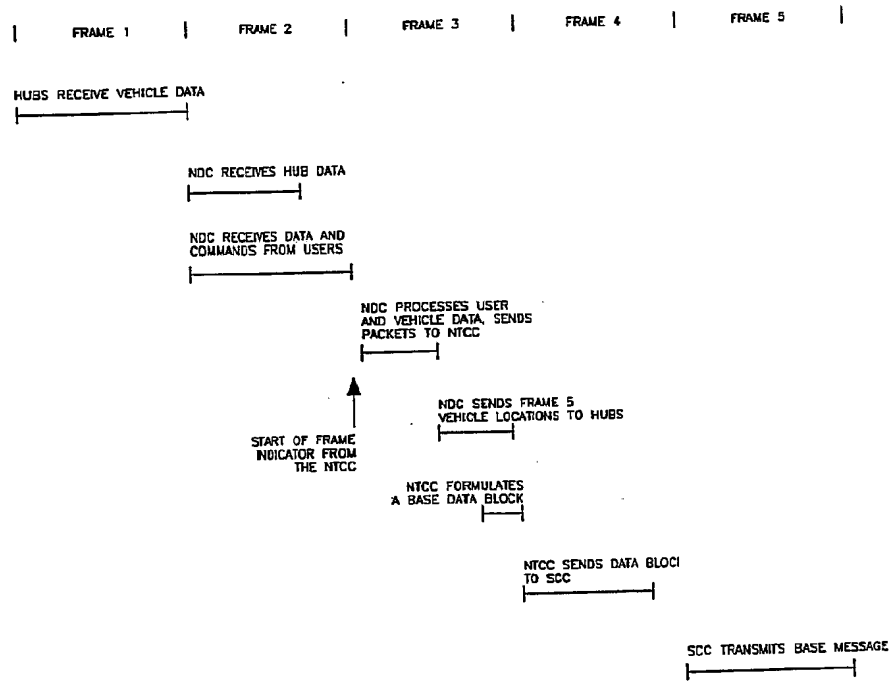 FRAME 1 FRAME 2 FRAME 3 FRAME 4 FRAME 5
HUBS RECEIVE VEHICLE DATA
NDC RECEIVES HUB DATA
NDC RECEIVES DATA AND
COMMANDS FROM USERS
NDC PROCESSES USER
AND VEHICLE DATA, SENDS
PACKETS TO NTCC
NDC SENDS FRAME 5
VEHICLE LOCATIONS TO HUBS
START OF FRAME
INDICATOR FROM
THE NTCC
NTCC FORMULATES
A BASE DATA BLOCK
NTCC SENDS DATA BLOC
TO SCC
SCC TRANSMITS BASE MESSAGE